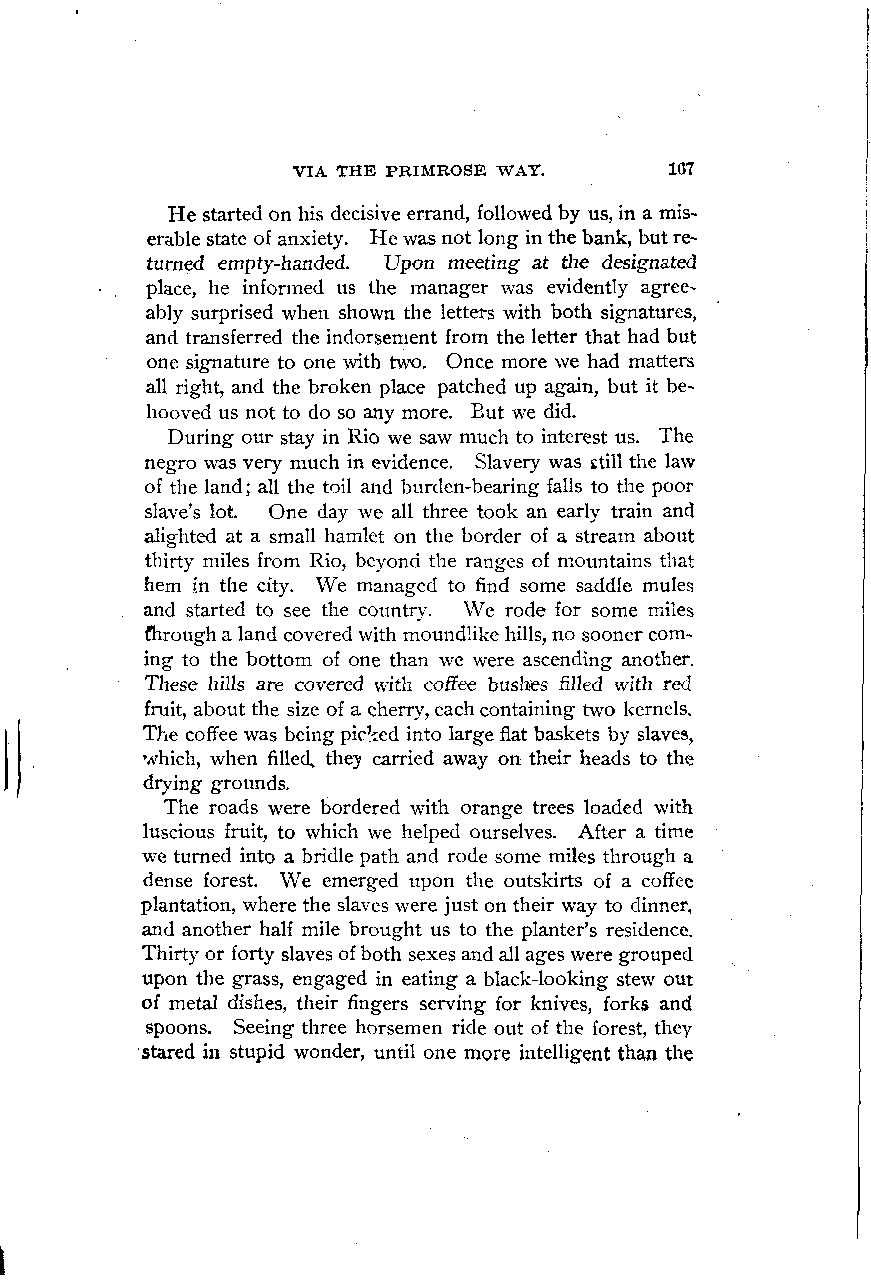 VIA THE PRIMROSE WAY. 107
He started on his decisive errand, followed by us, in a mis-
erable state of anxiety. He was not long in the bank, but re-
turned empty-handed. Upon meeting at the designated
place, he informed us the manager was evidently agree-
ably surprised when shown the letters with both signatures,
and transferred the indorsement from the letter that had but
one signature to one with two. Once more we had matters
all right, and the broken place patched up again, but it be-
hooved us not to do so any more. But we did.
During our stay in Rio we saw much to interest us. The
negro was very much in evidence. Slavery was still the law
of the land; all the toil and burden-bearing falls to the poor
slave's lot. One day we all three took an early train and
alighted at a small hamlet on the border of a stream about
thirty miles from Rio, beyond the ranges of mountains that
hem in the city. We managed to find some saddle mules
and started to see the country. We rode for some miles
through a land covered with moundlike hills, no sooner com-
ing to the bottom of one than we were ascending another.
These hills are covered with coffee bushes filled with red
fruit, about the size of a cherry, each containing two kernels.
The coffee was being picked into large flat baskets by slaves,
which, when filled, they carried away on their heads to the
drying grounds.
The roads were bordered with orange trees loaded with
luscious fruit, to which we helped ourselves. After a time
we turned into a bridle path and rode some miles through a
dense forest. We emerged upon the outskirts of a coffee
plantation, where the slaves were just on their way to dinner,
and another half mile brought us to the planter's residence.
Thirty or forty slaves of both sexes and all ages were grouped
upon the grass, engaged in eating a black-looking stew out
of metal dishes, their fingers serving for knives, forks and
spoons. Seeing three horsemen ride out of the forest, they
stared in stupid wonder, until one more intelligent than the